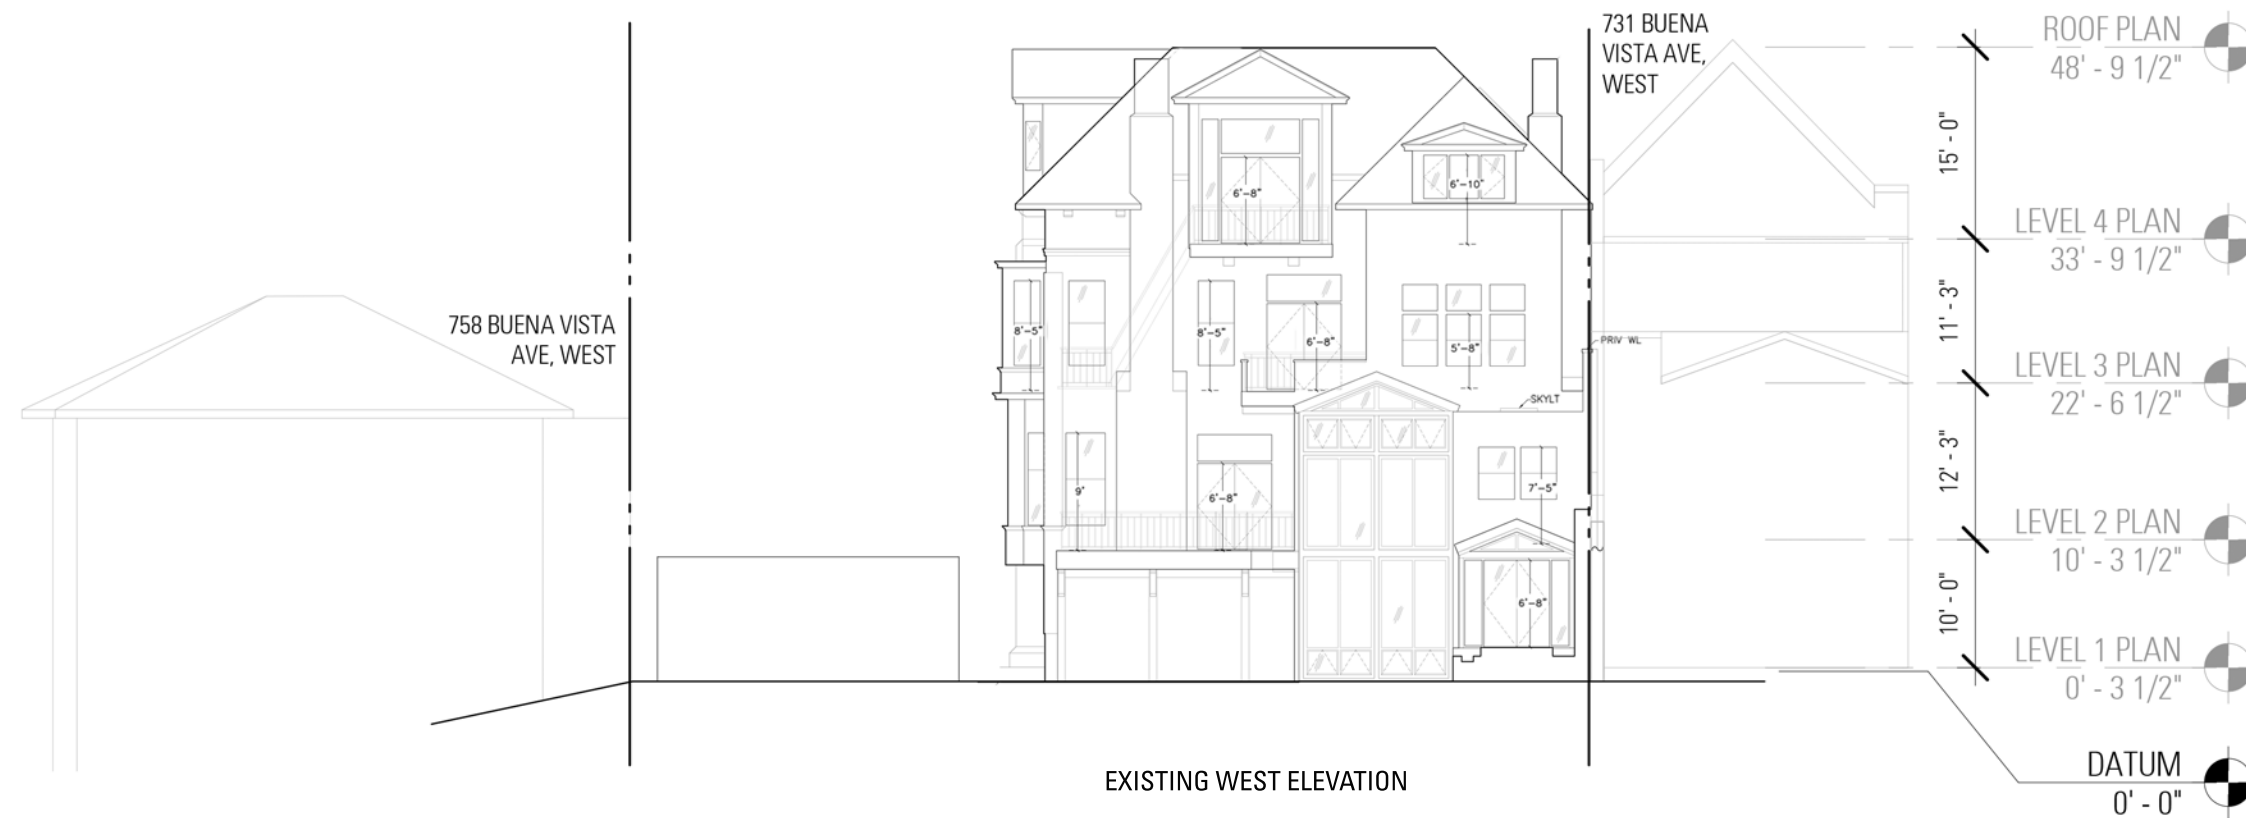 731 BUENA
VISTA AVE,
WEST
ROOF PLAN
48' - 9 1/2"
15' - 0"
6'-8"
6'-10"
LEVEL 4 PLAN
33' - 9 1/2"
758 BUENA VISTA
AVE, WEST
8'-5"
8'-5"
6'-8"
5'-8"
PRIV WL
11' - 3"
LEVEL 3 PLAN
22' - 6 1/2"
SKYLT
9'
6'-8"
7'-5"
12' - 3"
LEVEL 2 PLAN
10' - 3 1/2"
6'-8"
10' - 0"
LEVEL 1 PLAN
0' - 3 1/2"
DATUM
0' - 0"
EXISTING WEST ELEVATION